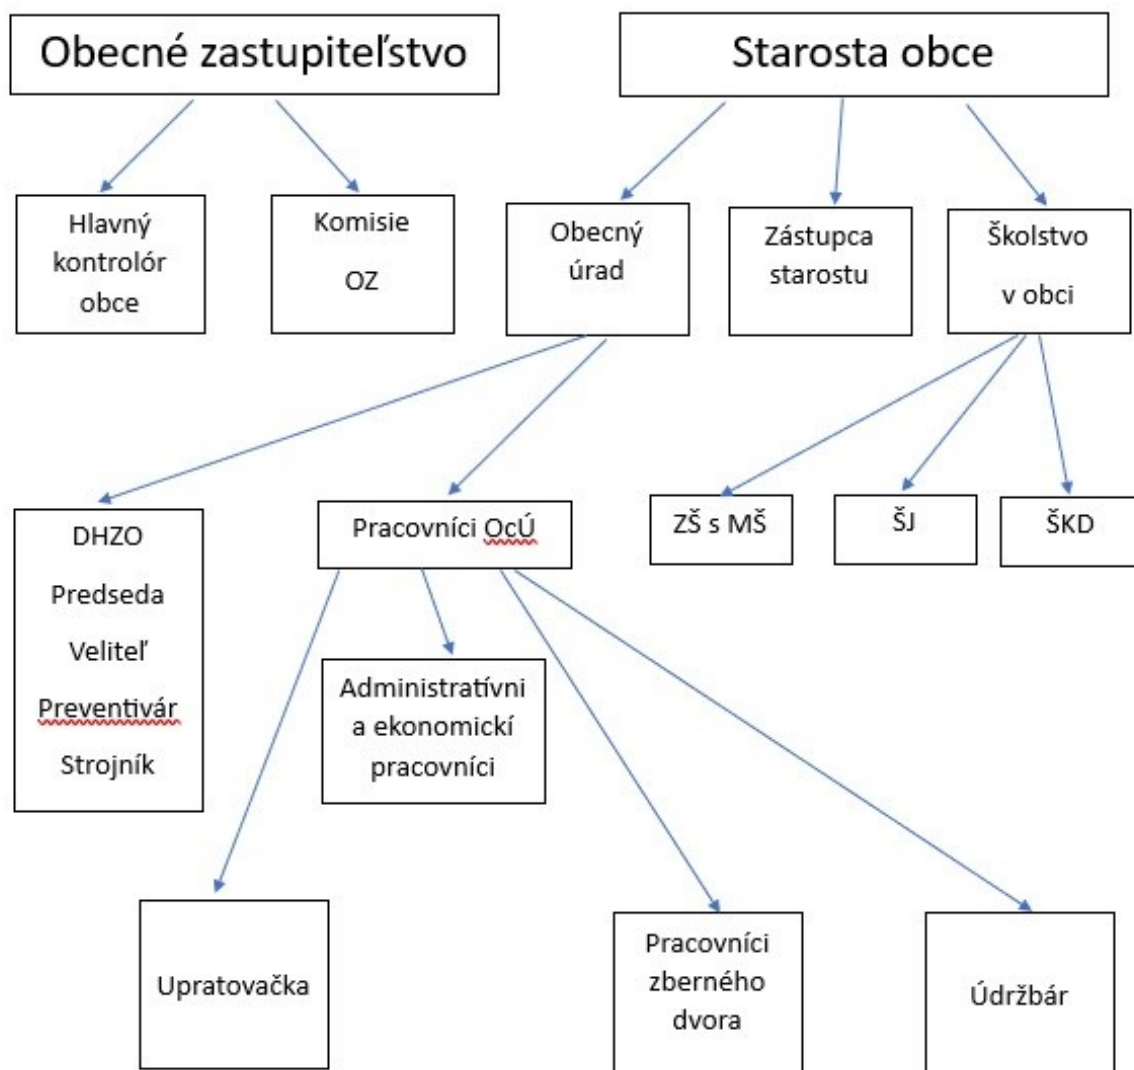 Obecné zastupiteľstvo
Starosta obce
Hlavný
kontrolór
obce
Komisie
OZ
Obecný
úrad
Zástupca
starostu
Školstvo
v obci
DHZO
Predseda
Veliteľ
Preventivár
Strojník
Pracovníci OcÚ
ZŠ s MŠ
ŠJ
ŠKD
Administratívni
a ekonomickí
pracovníci
Upratovačka
Pracovníci
zberného
dvora
Údržbár